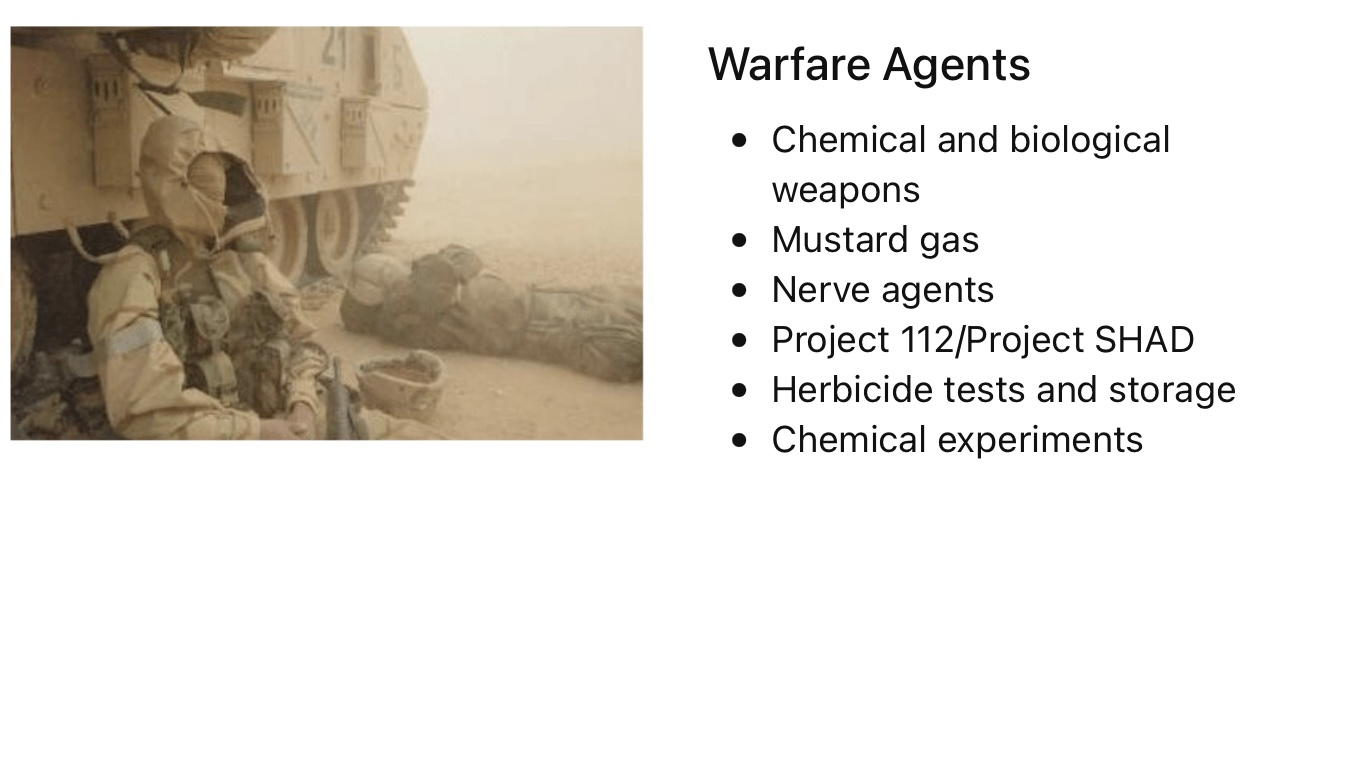 Warfare Agents
• Chemical and biological
weapons
• Mustard gas
• Nerve agents
• Project 112/Project SHAD
• Herbicide tests and storage
• Chemical experiments